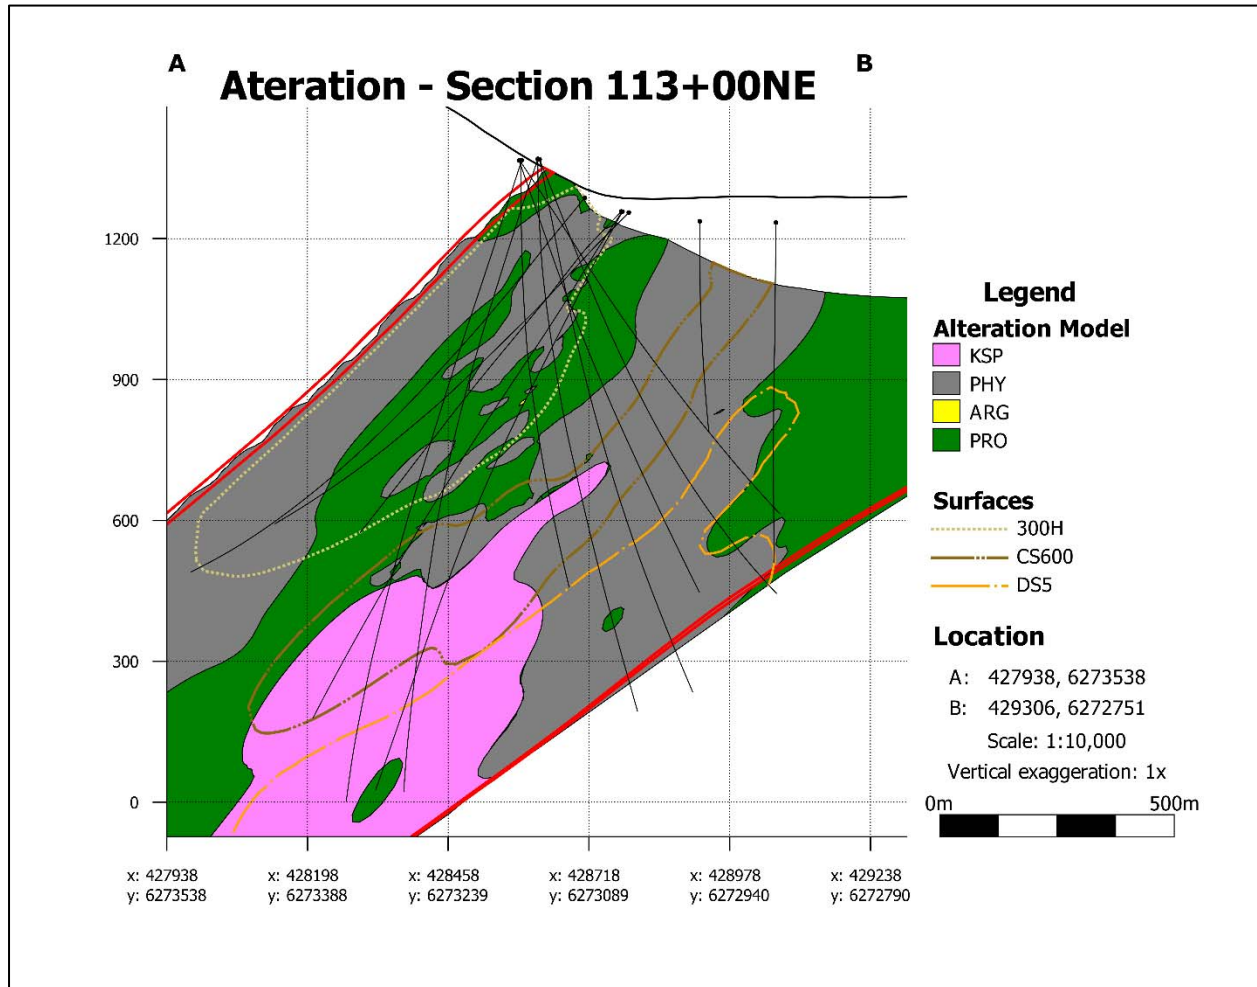 A B
Ateration - Section 113+00NE
1200
900
600
300
0
x: 427938 x: 428198 x: 428458 x: 428718 x: 428978 x: 429238
y: 6273538 y: 6273388 y: 6273239 y: 6273089 y: 6272940 y: 6272790
Legend
Alteration Model
KSP
PHY
ARG
PRO
Surfaces
300H
CS600
DS5
Location
A: 427938, 6273538
B: 429306, 6272751
Scale: 1:10,000
Vertical exaggeration: 1x
0m 500m